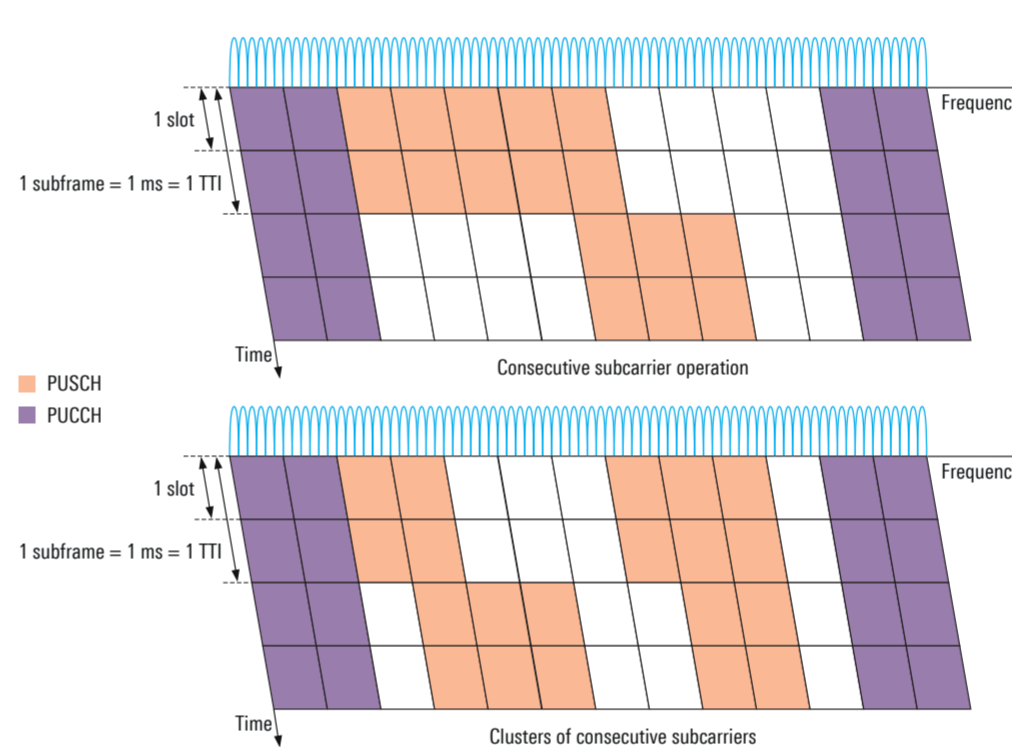 Frequenc
1 slot
1 subframe = 1 ms = 1 TTI
Time
Consecutive subcarrier operation
PUSCH
PUCCH
Frequenc
1 slot
1 subframe = 1 ms = 1 TTI
Time
Clusters of consecutive subcarriers